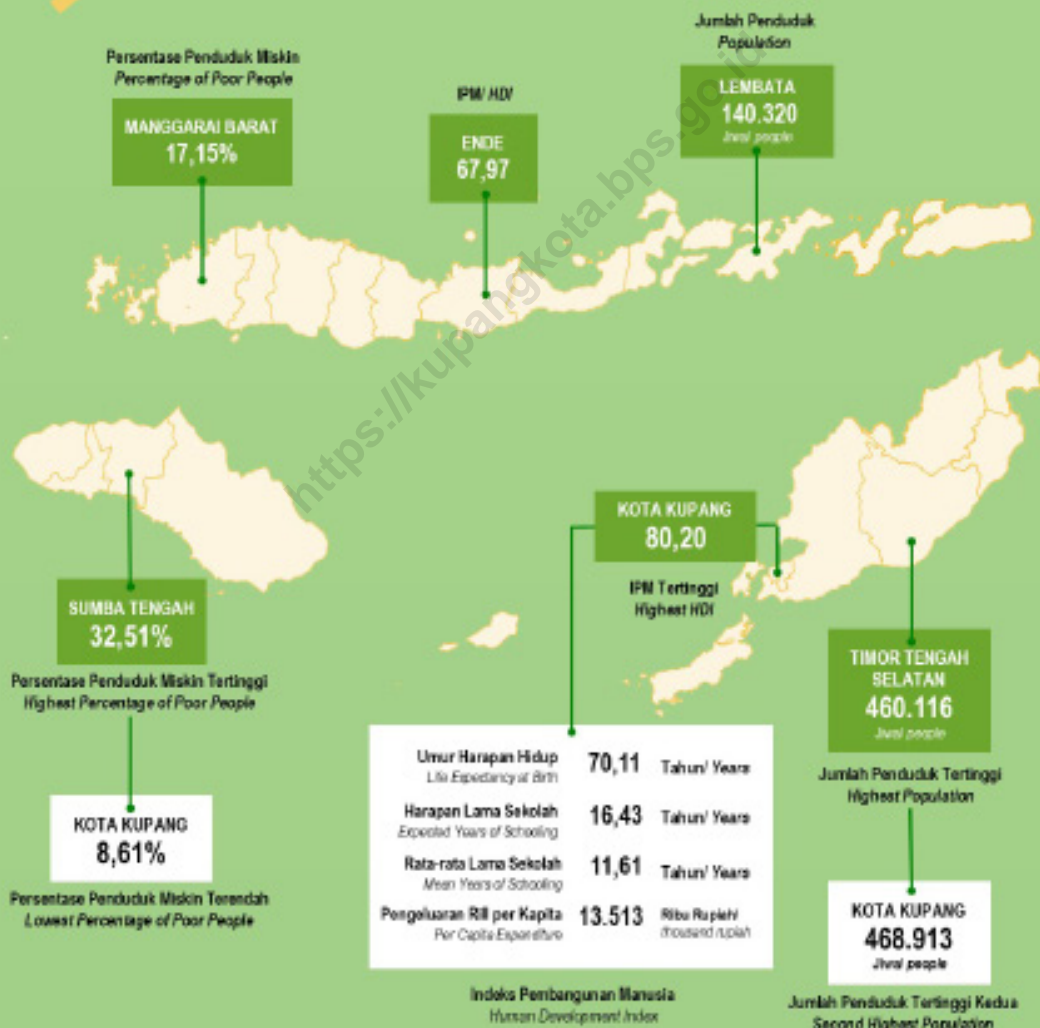 Jumlah Penduduk
Population
LEMBATA
140.320
Jiwa/ people
Persentase Penduduk Miskin
Percentage of Poor People
MANGGARAI BARAT
17,15%
IPM/ HDI
ENDE
67,97
https://kupangkota.bps.go.id
KOTA KUPANG
80,20
IPM Tertinggi
Highest HDI
SUMBA TENGAH
32,51%
Persentase Penduduk Miskin Tertinggi
Highest Percentage of Poor People
KOTA KUPANG
8,61%
Persentase Penduduk Miskin Terendah
Lowest Percentage of Poor People
Umur Harapan Hidup 70,11 Tahun/ Years
Life Expectancy at Birth
Harapan Lama Sekolah 16,43 Tahun/ Years
Expected Years of Schooling
Rata-rata Lama Sekolah 11,61 Tahun/ Years
Mean Years of Schooling
Pengeluaran Riil per Kapita 13.513 Ribu Rupiah/
Per Capita Expenditure thousand rupiah
Indeks Pembangunan Manusia
Human Development Index
TIMOR TENGAH
SELATAN
460.116
Jiwa/ people
Jumlah Penduduk Tertinggi
Highest Population
KOTA KUPANG
468.913
Jiwa/ people
Jumlah Penduduk Tertinggi Kedua
Second Highest Population